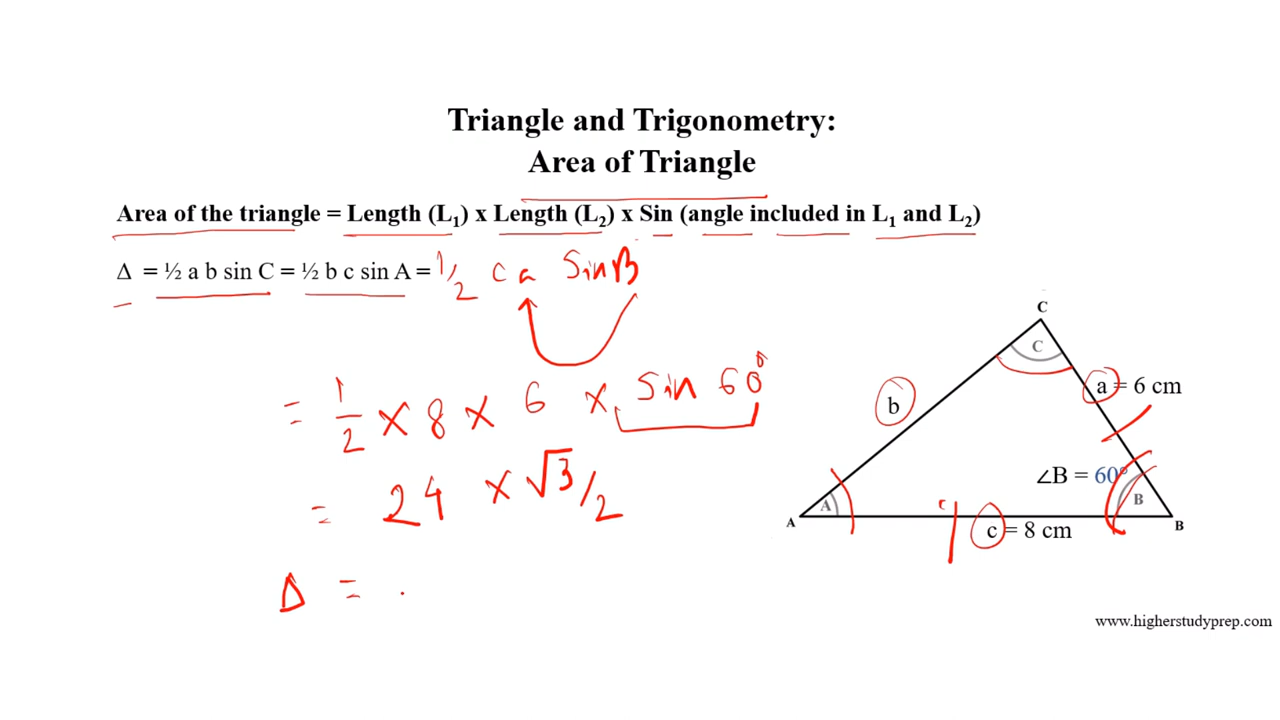 Triangle and Trigonometry:
Area of Triangle
Area of the triangle = Length (L₁) x Length (L₂) x Sin (angle included in L₁ and L₂)
Δ = ½ a b sin C = ½ b c sin A = 1/2 c a Sin B
= 1/2 × 8 × 6 × Sin 60°
= 24 × √3/2
Δ =
C
C
a = 6 cm
b
∠B = 60°
A
B
A
c = 8 cm
B
www.higherstudyprep.com